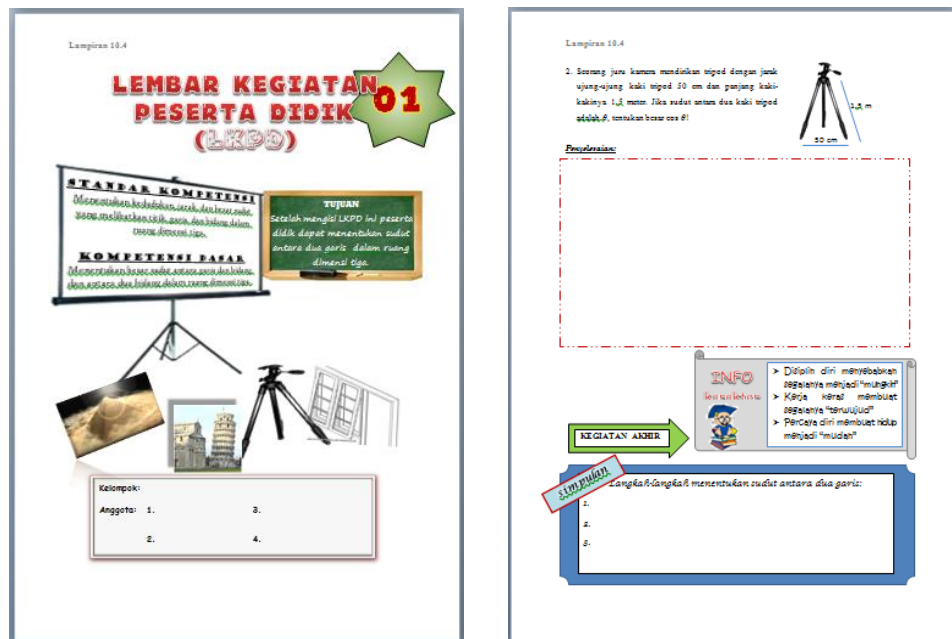 Lampiran 10.4
LEMBAR KEGIATAN
PESERTA DIDIK
(LKPD)
01
STANDAR KOMPETENSI
Menentukan kedudukan, jarak, dan besar sudut
yang melibatkan titik, garis, dan bidang dalam
ruang dimensi tiga.
KOMPETENSI DASAR
Menentukan besar sudut antara garis dan bidang
dan antara dua bidang dalam ruang dimensi tiga.
TUJUAN
Setelah mengisi LKPD ini peserta
didik dapat menentukan sudut
antara dua garis dalam ruang
dimensi tiga.
Kelompok:
Anggota: 1. 3.
2. 4.
Lampiran 10.4
2. Seorang juru kamera mendirikan tripod dengan jarak
ujung-ujung kaki tripod 50 cm dan panjang kaki-
kakinya 1,5 meter. Jika sudut antara dua kaki tripod
adalah θ, tentukan besar cos θ!
1,5 m
50 cm
Penyelesaian:
INFO
➤ Disiplin diri menyebabkan
segalanya menjadi "mungkin"
➤ Kerja keras membuat
segalanya "terwujud"
➤ Percaya diri membuat hidup
menjadi "mudah"
KEGIATAN AKHIR
simpulan
Langkah-langkah menentukan sudut antara dua garis:
1.
2.
3.